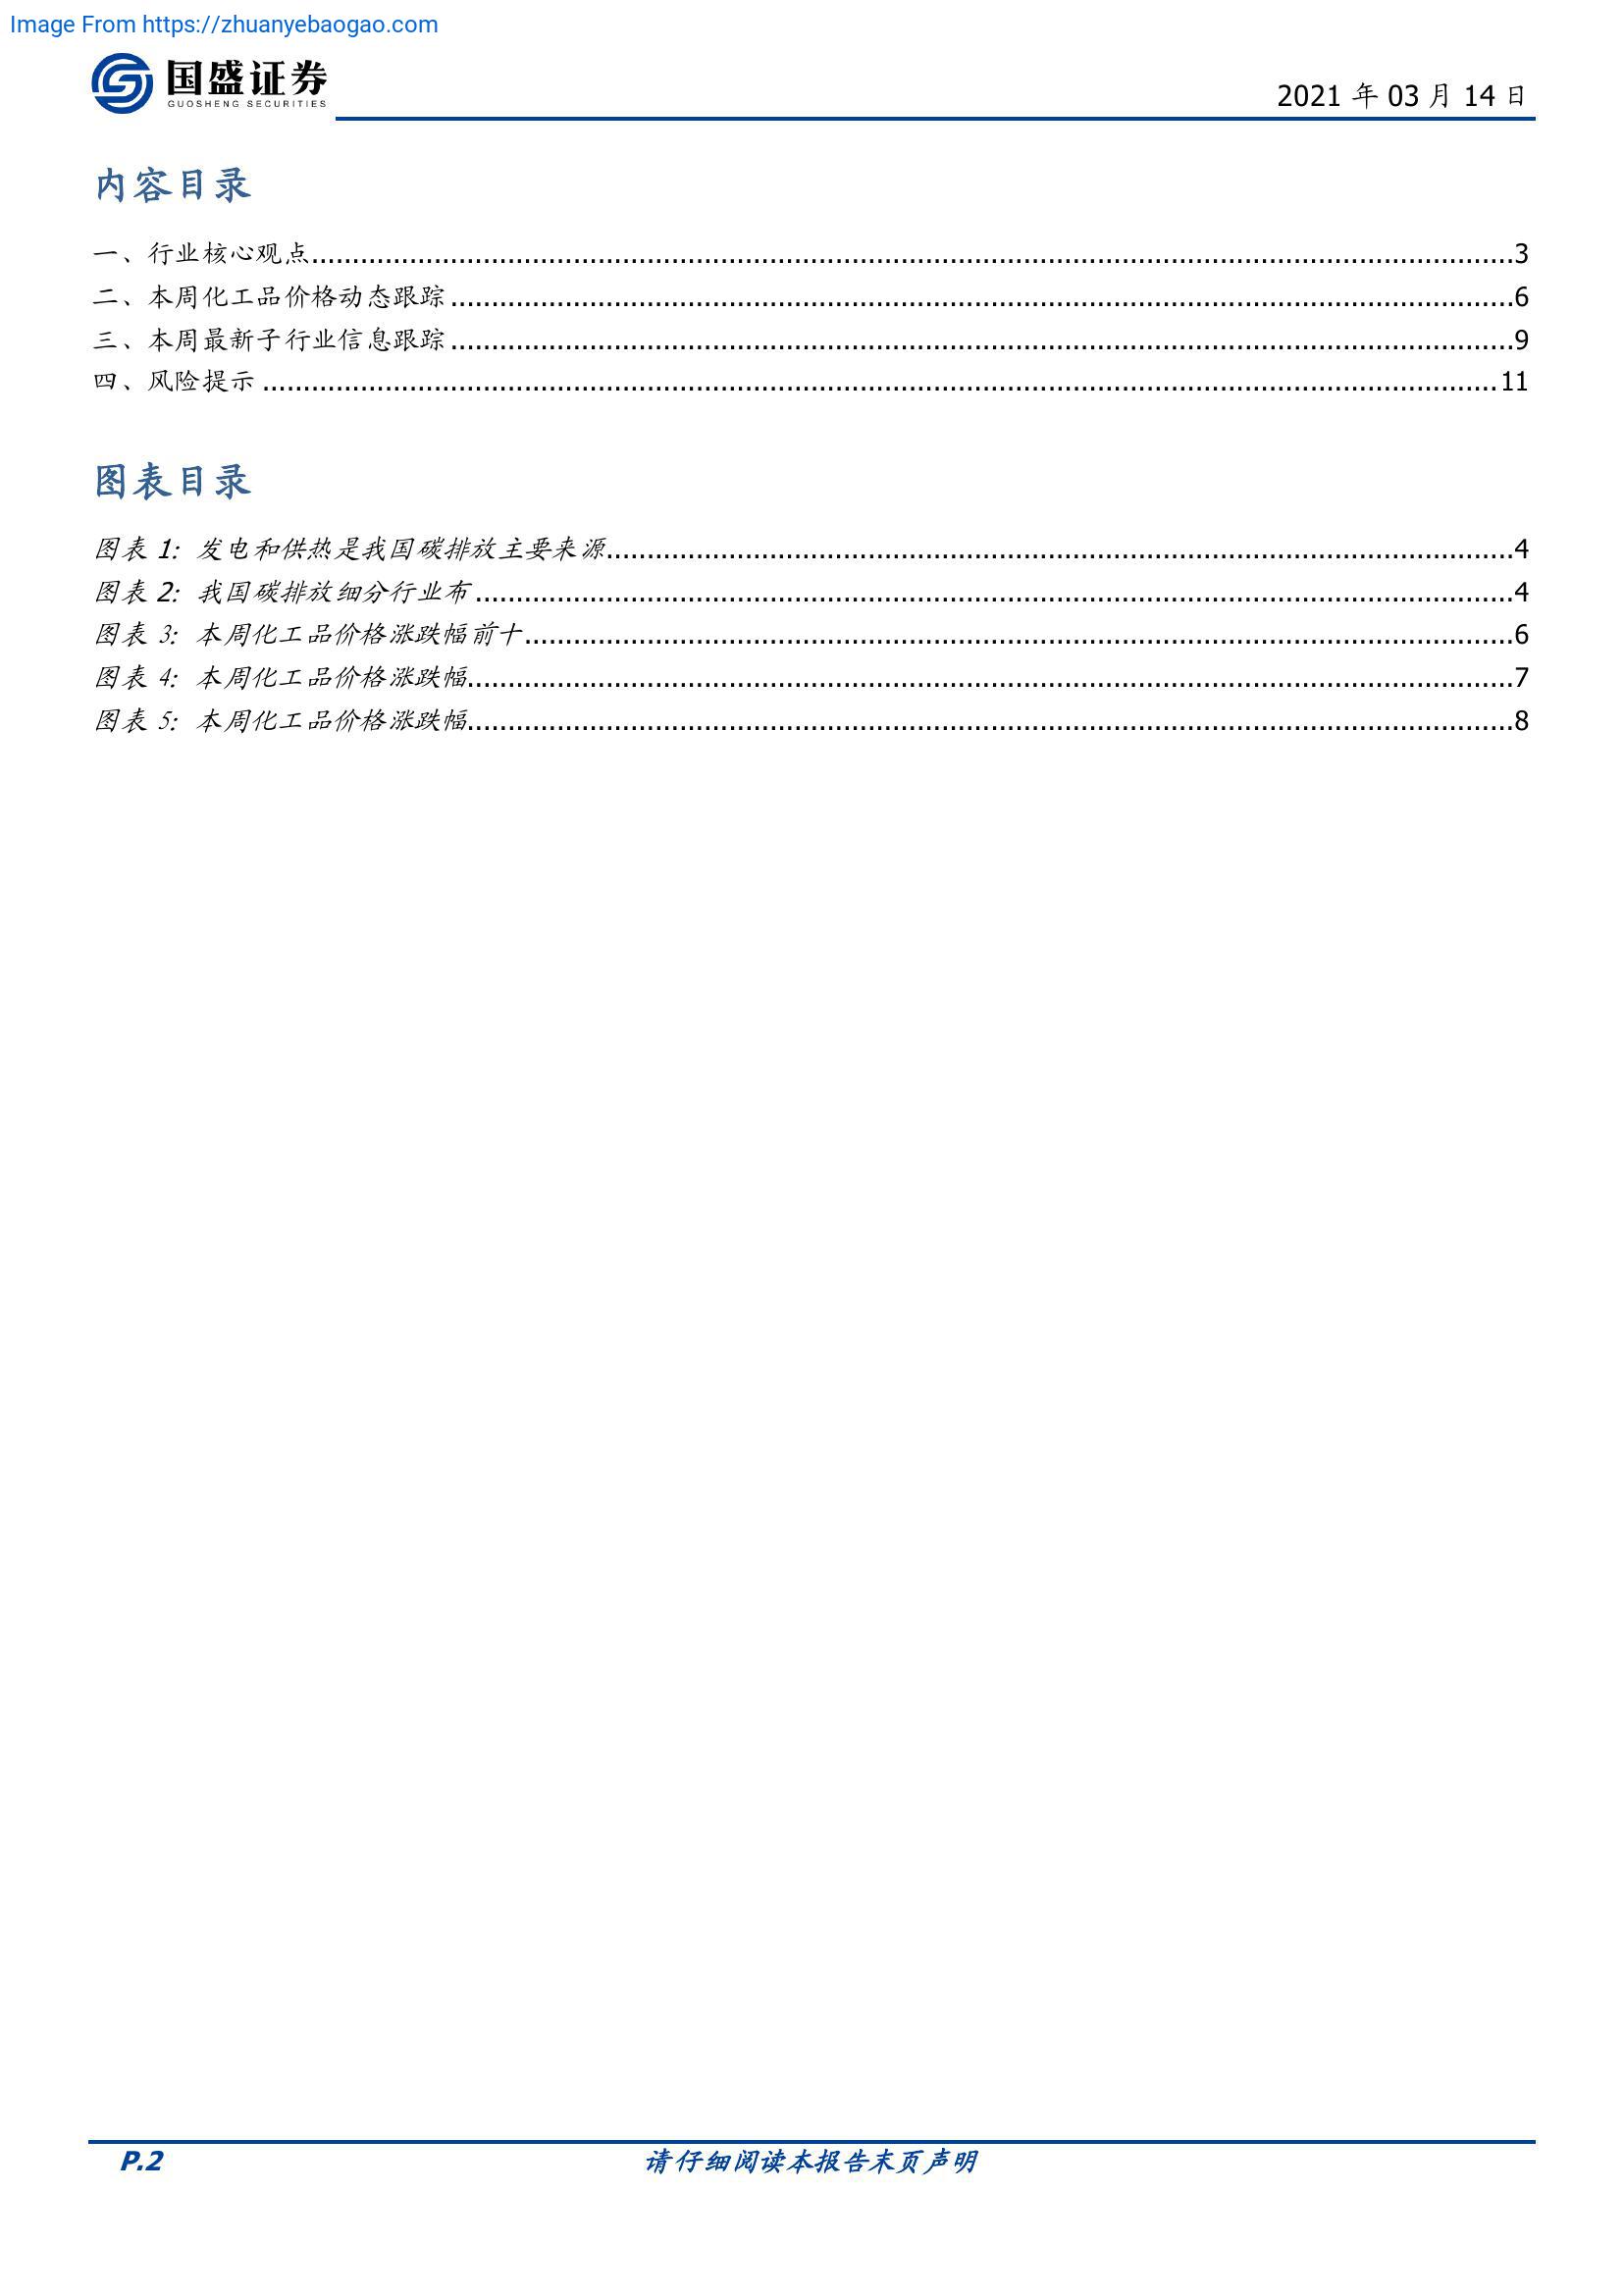 Image From https://zhuanyebaogao.com
国盛证券
GUOSHENG SECURITIES
2021 年 03 月 14 日
内容目录
一、行业核心观点......3
二、本周化工品价格动态跟踪......6
三、本周最新子行业信息跟踪......9
四、风险提示......11
图表目录
图表 1: 发电和供热是我国碳排放主要来源......4
图表 2: 我国碳排放细分行业布......4
图表 3: 本周化工品价格涨跌幅前十......6
图表 4: 本周化工品价格涨跌幅......7
图表 5: 本周化工品价格涨跌幅......8
P.2
请仔细阅读本报告末页声明